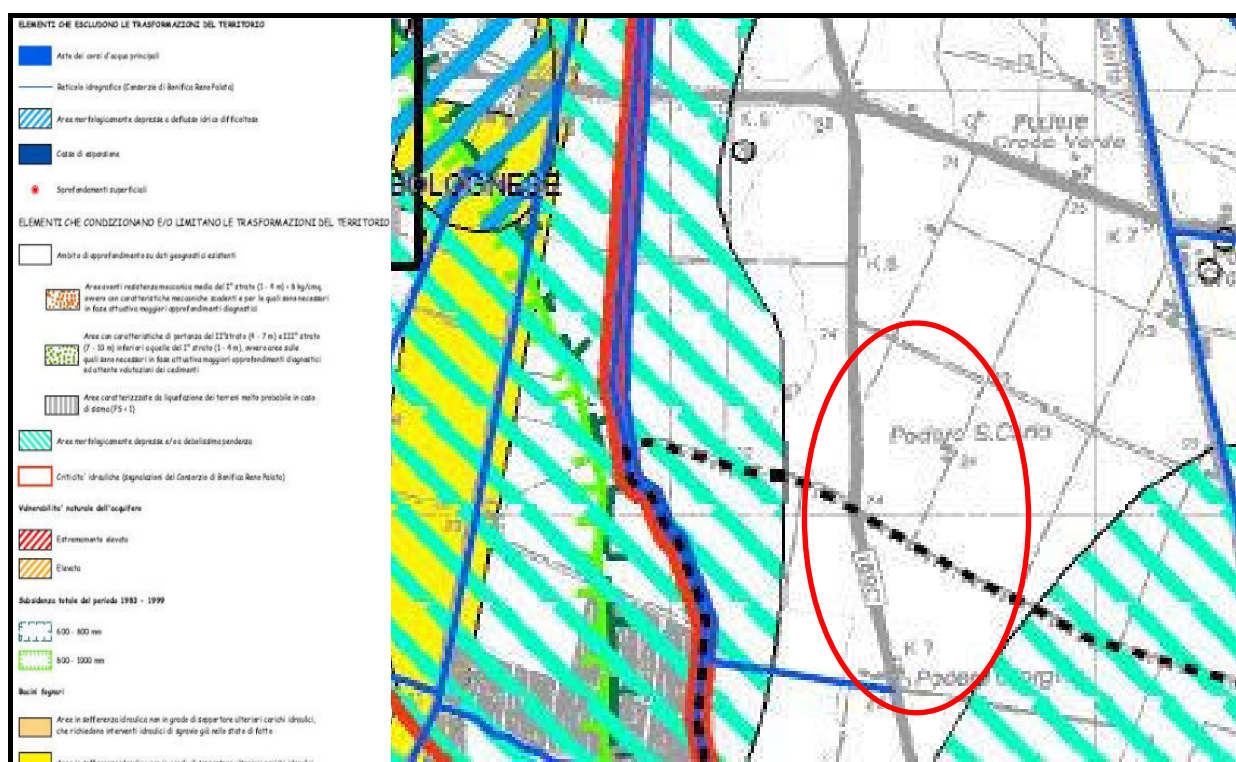 ELEMENTI CHE ESCLUDONO LE TRASFORMAZIONI DEL TERRITORIO
Aste dei corsi d'acqua principali
Reticolo idrografico (Consorzio di Bonifica Reno Palata)
Aree morfologicamente depresse a deflusso idrico difficoltoso
Casse di espansione
Sprofondamenti superficiali
ELEMENTI CHE CONDIZIONANO E/O LIMITANO LE TRASFORMAZIONI DEL TERRITORIO
Ambito di approfondimento su dati geognostici esistenti
Aree aventi resistenza meccanica media del I° strato (1 - 4 m) < 8 kg/cmq,
ovvero con caratteristiche meccaniche scadenti e per le quali sono necessari
in fase attuativa maggiori approfondimenti diagnostici
Aree con caratteristiche di portanza del II°strato (4 - 7 m) e III° strato
(7 - 10 m) inferiori a quelle del I° strato (1 - 4 m), ovvero aree sulle
quali sono necessari in fase attuativa maggiori approfondimenti diagnostici
ed attente valutazioni dei cedimenti
Aree caratterizzate da liquefazione dei terreni molto probabile in caso
di sisma (FS < 1)
Aree morfologicamente depresse e/o a debolissima pendenza
Criticita' idrauliche (segnalazioni del Consorzio di Bonifica Reno Palata)
Vulnerabilita' naturale dell'acquifero
Estremamente elevata
Elevata
Subsidenza totale del periodo 1983 - 1999
600 - 800 mm
800 - 1000 mm
Bacini fognari
Aree in sofferenza idraulica non in grado di sopportare ulteriori carichi idraulici,
che richiedono interventi idraulici di sgravio già nello stato di fatto
BOLOGNESE
K.6
K.7
K.8
Podere S.Carlo
24
K.7